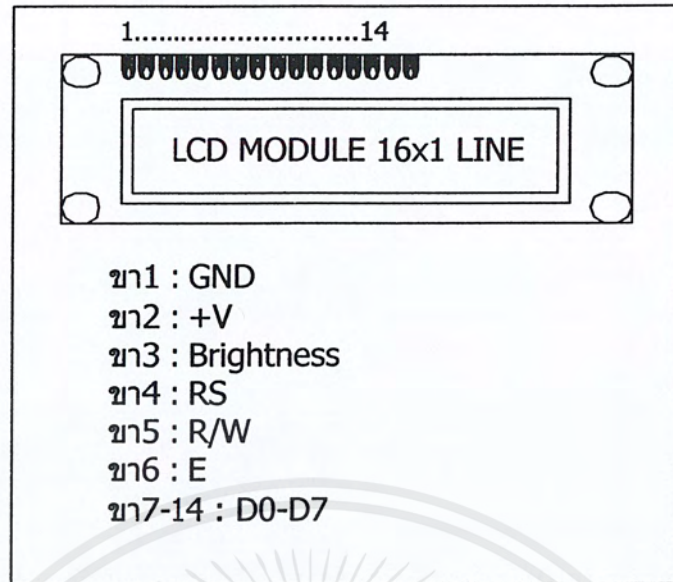 1............................14
LCD MODULE 16x1 LINE
ขา1 : GND
ขา2 : +V
ขา3 : Brightness
ขา4 : RS
ขา5 : R/W
ขา6 : E
ขา7-14 : D0-D7